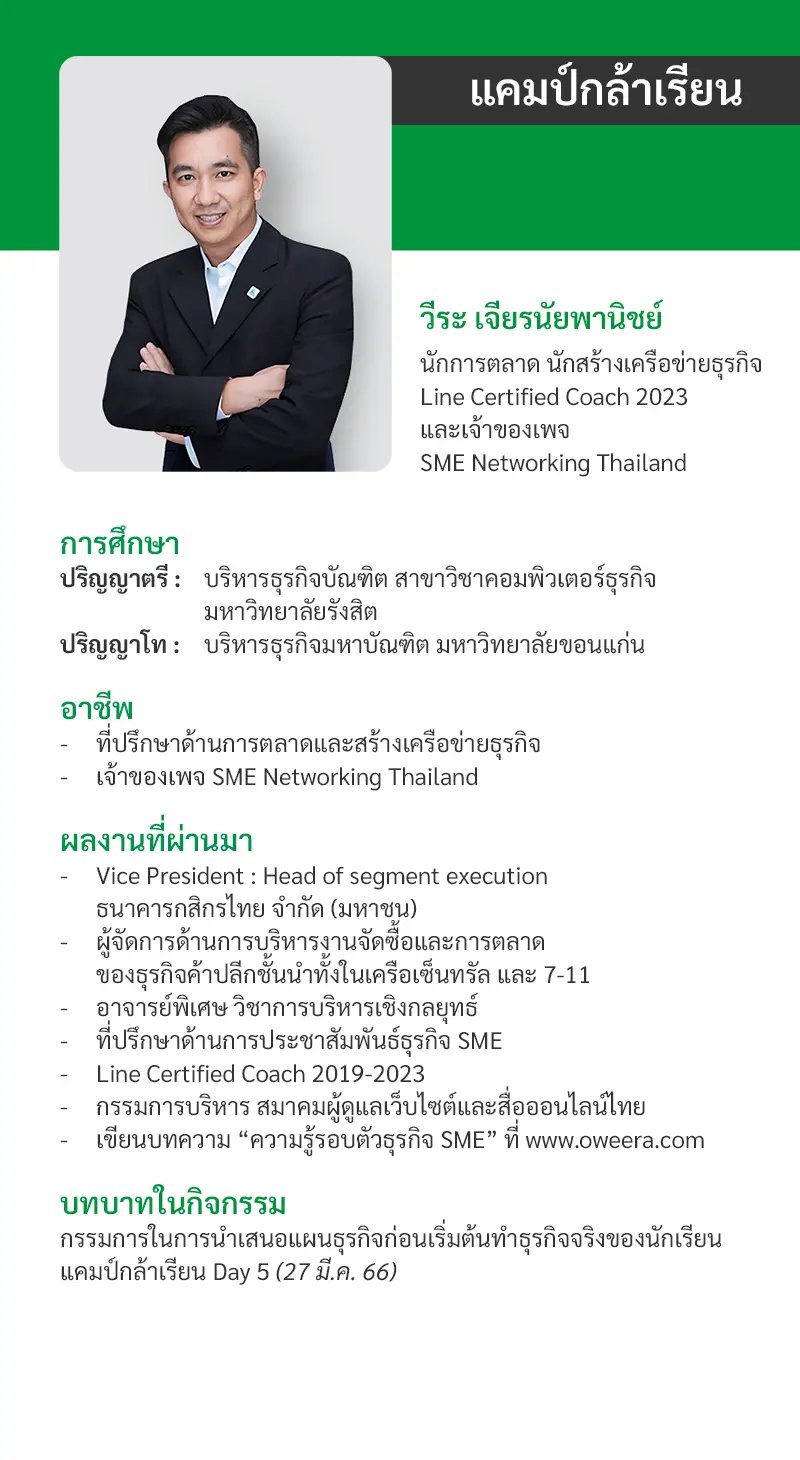 แคมป์กล้าเรียน
วีระ เจียรนัยพานิชย์
นักการตลาด นักสร้างเครือข่ายธุรกิจ
Line Certified Coach 2023
และเจ้าของเพจ
SME Networking Thailand
การศึกษา
ปริญญาตรี : บริหารธุรกิจบัณฑิต สาขาวิชาคอมพิวเตอร์ธุรกิจ
มหาวิทยาลัยรังสิต
ปริญญาโท : บริหารธุรกิจมหาบัณฑิต มหาวิทยาลัยขอนแก่น
อาชีพ
- ที่ปรึกษาด้านการตลาดและสร้างเครือข่ายธุรกิจ
- เจ้าของเพจ SME Networking Thailand
ผลงานที่ผ่านมา
- Vice President : Head of segment execution
ธนาคารกสิกรไทย จำกัด (มหาชน)
- ผู้จัดการด้านการบริหารงานจัดซื้อและการตลาด
ของธุรกิจค้าปลีกชั้นนำทั้งในเครือเซ็นทรัล และ 7-11
- อาจารย์พิเศษ วิชาการบริหารเชิงกลยุทธ์
- ที่ปรึกษาด้านการประชาสัมพันธ์ธุรกิจ SME
- Line Certified Coach 2019-2023
- กรรมการบริหาร สมาคมผู้ดูแลเว็บไซต์และสื่อออนไลน์ไทย
- เขียนบทความ “ความรู้รอบตัวธุรกิจ SME” ที่ www.oweera.com
บทบาทในกิจกรรม
กรรมการในการนำเสนอแผนธุรกิจก่อนเริ่มต้นทำธุรกิจจริงของนักเรียน
แคมป์กล้าเรียน Day 5 (27 มี.ค. 66)